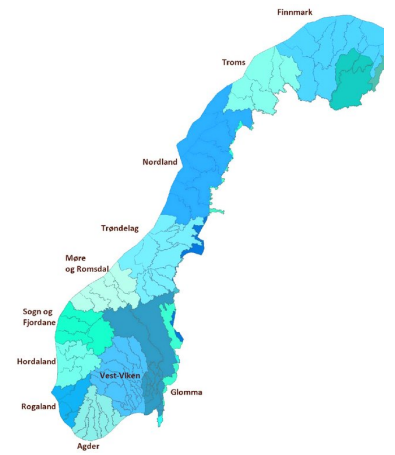 Finnmark
Troms
Nordland
Trøndelag
Møre
og Romsdal
Sogn og
Fjordane
Hordaland
Vest-Viken
Rogaland
Glomma
Agder